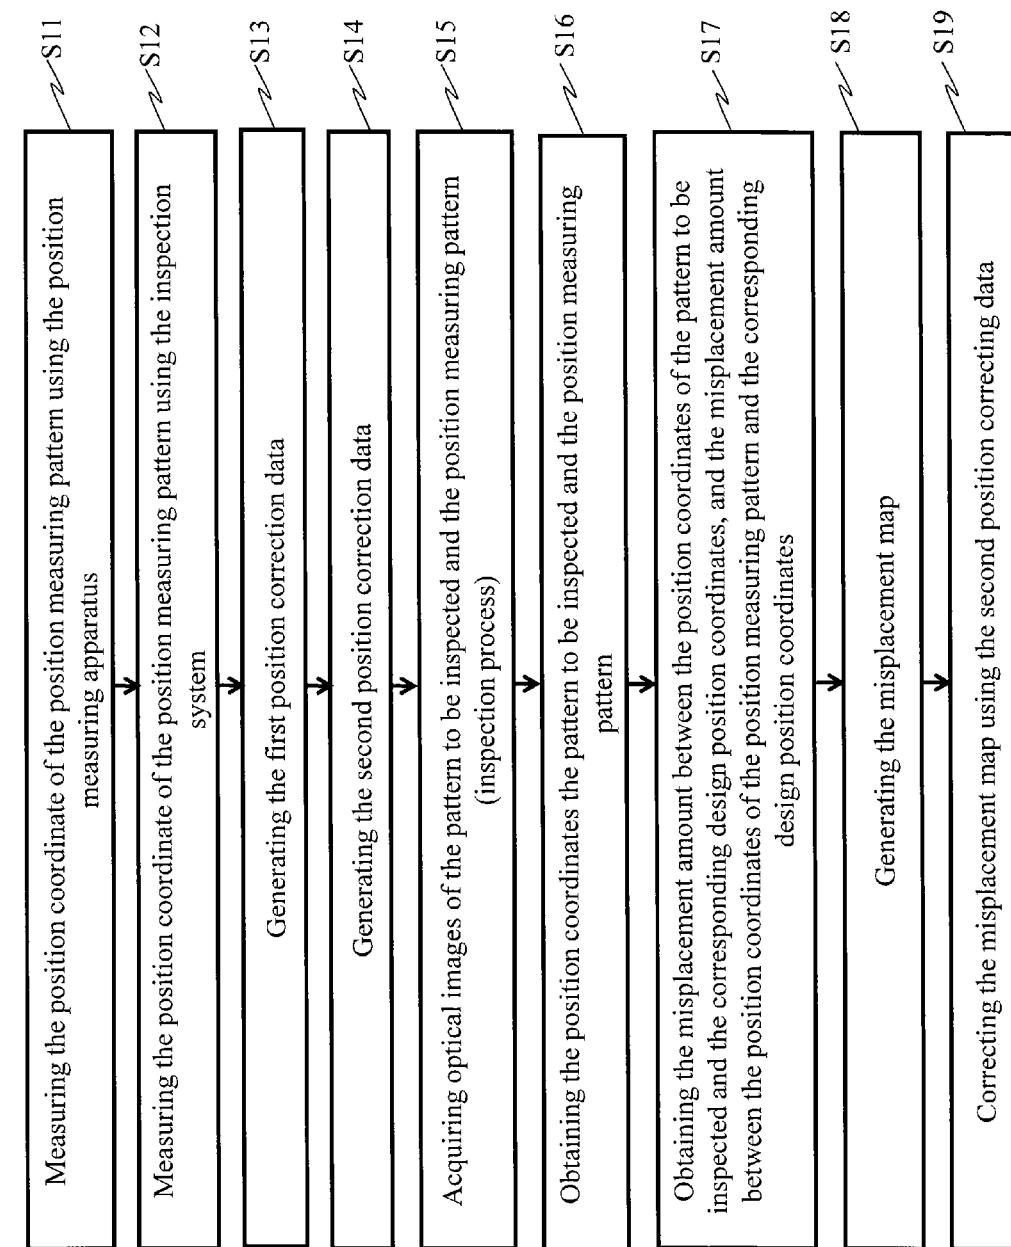 Measuring the position coordinate of the position measuring pattern using the position
measuring apparatus
S11
Measuring the position coordinate of the position measuring pattern using the inspection
system
S12
Generating the first position correction data
S13
Generating the second position correction data
S14
Acquiring optical images of the pattern to be inspected and the position measuring pattern
(inspection process)
S15
Obtaining the position coordinates the pattern to be inspected and the position measuring
pattern
S16
Obtaining the misplacement amount between the position coordinates of the pattern to be
inspected and the corresponding design position coordinates, and the misplacement amount
between the position coordinates of the position measuring pattern and the corresponding
design position coordinates
S17
Generating the misplacement map
S18
Correcting the misplacement map using the second position correcting data
S19